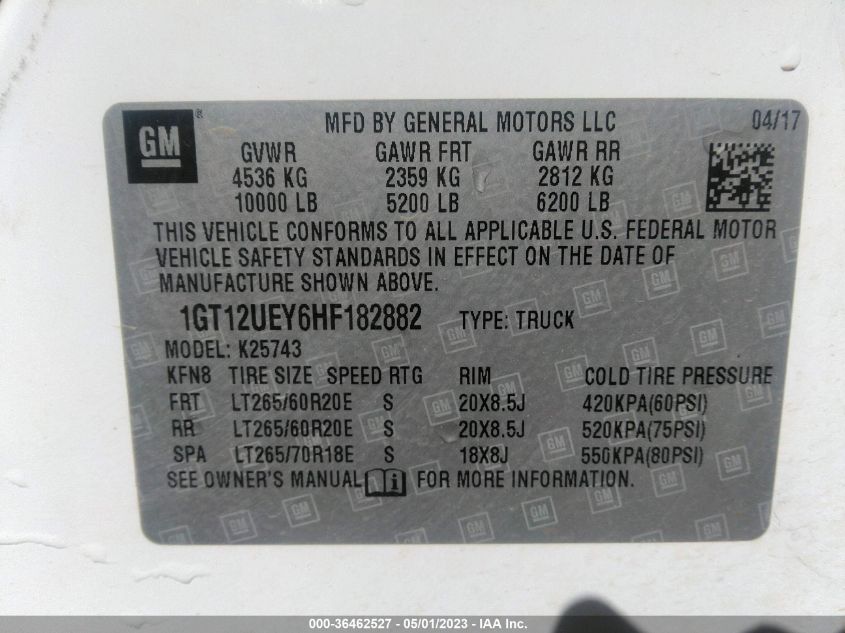 GM
MFD BY GENERAL MOTORS LLC 04/17
GVWR GAWR FRT GAWR RR
4536 KG 2359 KG 2812 KG
10000 LB 5200 LB 6200 LB
THIS VEHICLE CONFORMS TO ALL APPLICABLE U.S. FEDERAL MOTOR
VEHICLE SAFETY STANDARDS IN EFFECT ON THE DATE OF
MANUFACTURE SHOWN ABOVE.
1GT12UEY6HF182882 TYPE: TRUCK
MODEL: K25743
KFN8 TIRE SIZE SPEED RTG RIM COLD TIRE PRESSURE
FRT LT265/60R20E S 20X8.5J 420KPA(60PSI)
RR LT265/60R20E S 20X8.5J 520KPA(75PSI)
SPA LT265/70R18E S 18X8J 550KPA(80PSI)
SEE OWNER'S MANUAL i FOR MORE INFORMATION.
000-36462527 - 05/01/2023 - IAA Inc.